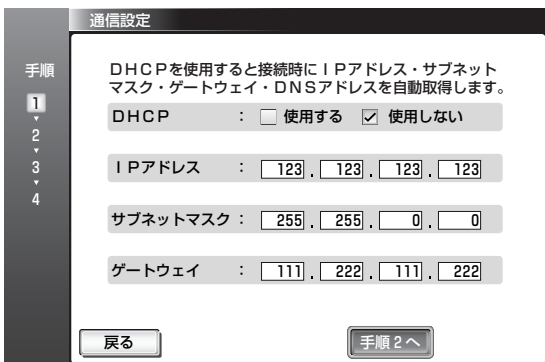 通信設定
手順
1
2
3
4
DHCPを使用すると接続時にIPアドレス・サブネット
マスク・ゲートウェイ・DNSアドレスを自動取得します。
DHCP : 使用する 使用しない
IPアドレス : 123 . 123 . 123 . 123
サブネットマスク : 255 . 255 . 0 . 0
ゲートウェイ : 111 . 222 . 111 . 222
戻る
手順2へ